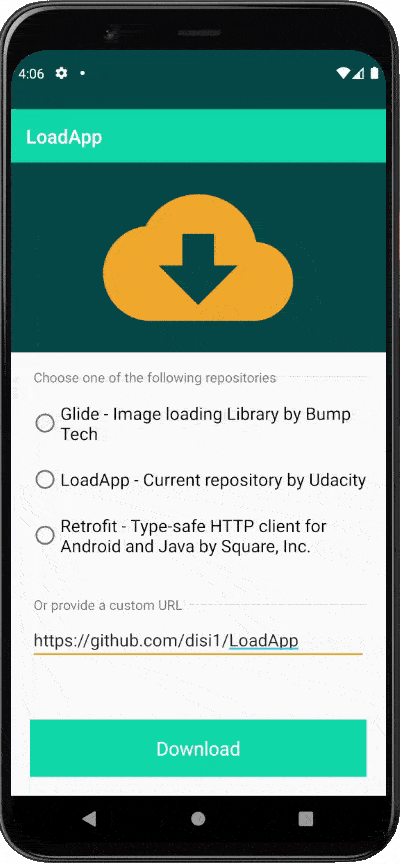 4:06
LoadApp
Choose one of the following repositories
Glide - Image loading Library by Bump
Tech
LoadApp - Current repository by Udacity
Retrofit - Type-safe HTTP client for
Android and Java by Square, Inc.
Or provide a custom URL
https://github.com/disi1/LoadApp
Download